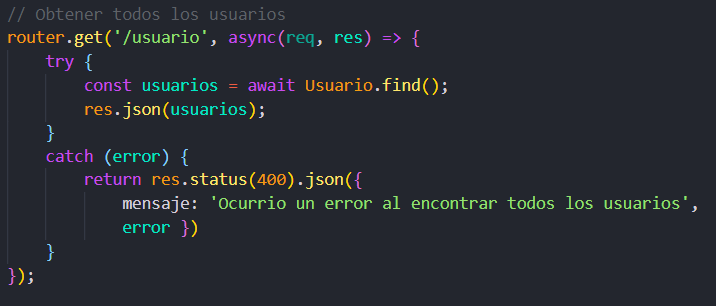 // Obtener todos los usuarios
router.get('/usuario', async(req, res) => {
    try {
        const usuarios = await Usuario.find();
        res.json(usuarios);
    }
    catch (error) {
        return res.status(400).json({
            mensaje: 'Ocurrio un error al encontrar todos los usuarios',
            error })
    }
});